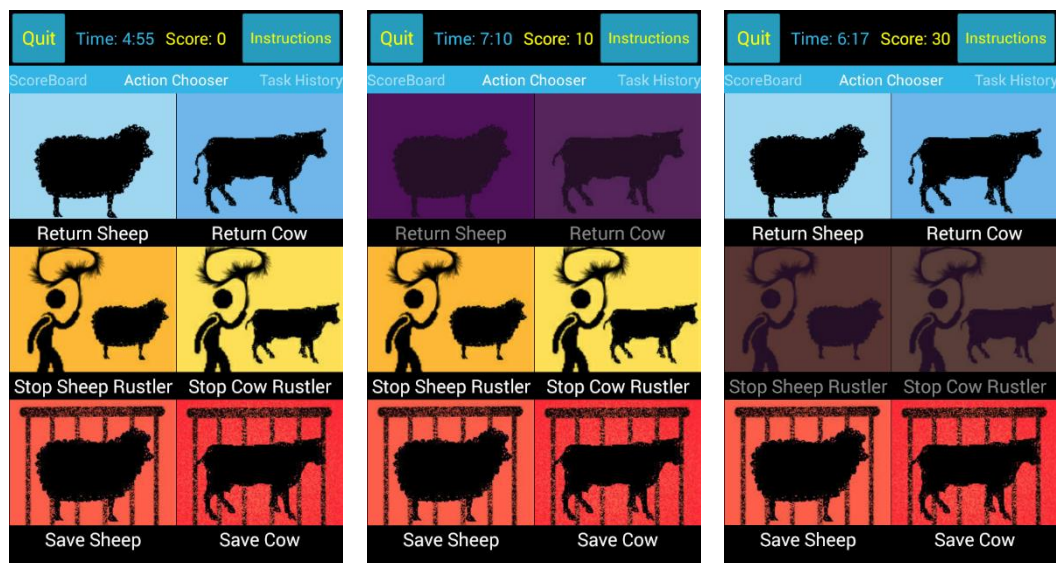 Quit Time: 4:55 Score: 0 Instructions
ScoreBoard Action Chooser Task History
Return Sheep Return Cow
Stop Sheep Rustler Stop Cow Rustler
Save Sheep Save Cow
Quit Time: 7:10 Score: 10 Instructions
ScoreBoard Action Chooser Task History
Return Sheep Return Cow
Stop Sheep Rustler Stop Cow Rustler
Save Sheep Save Cow
Quit Time: 6:17 Score: 30 Instructions
ScoreBoard Action Chooser Task History
Return Sheep Return Cow
Stop Sheep Rustler Stop Cow Rustler
Save Sheep Save Cow